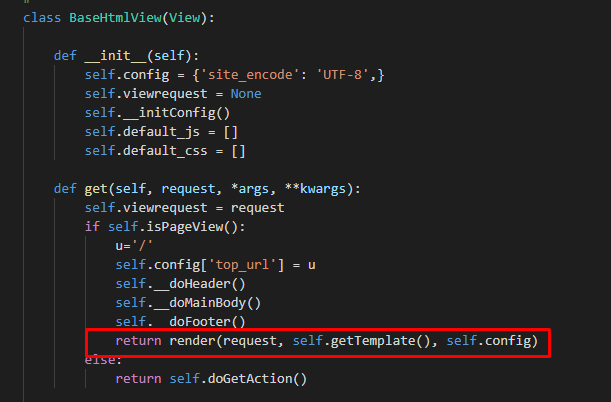 #
class BaseHtmlView(View):
def __init__(self):
self.config = {'site_encode': 'UTF-8',}
self.viewrequest = None
self.__initConfig()
self.default_js = []
self.default_css = []
def get(self, request, *args, **kwargs):
self.viewrequest = request
if self.isPageView():
u='/'
self.config['top_url'] = u
self.__doHeader()
self.__doMainBody()
self.__doFooter()
return render(request, self.getTemplate(), self.config)
else:
return self.doGetAction()